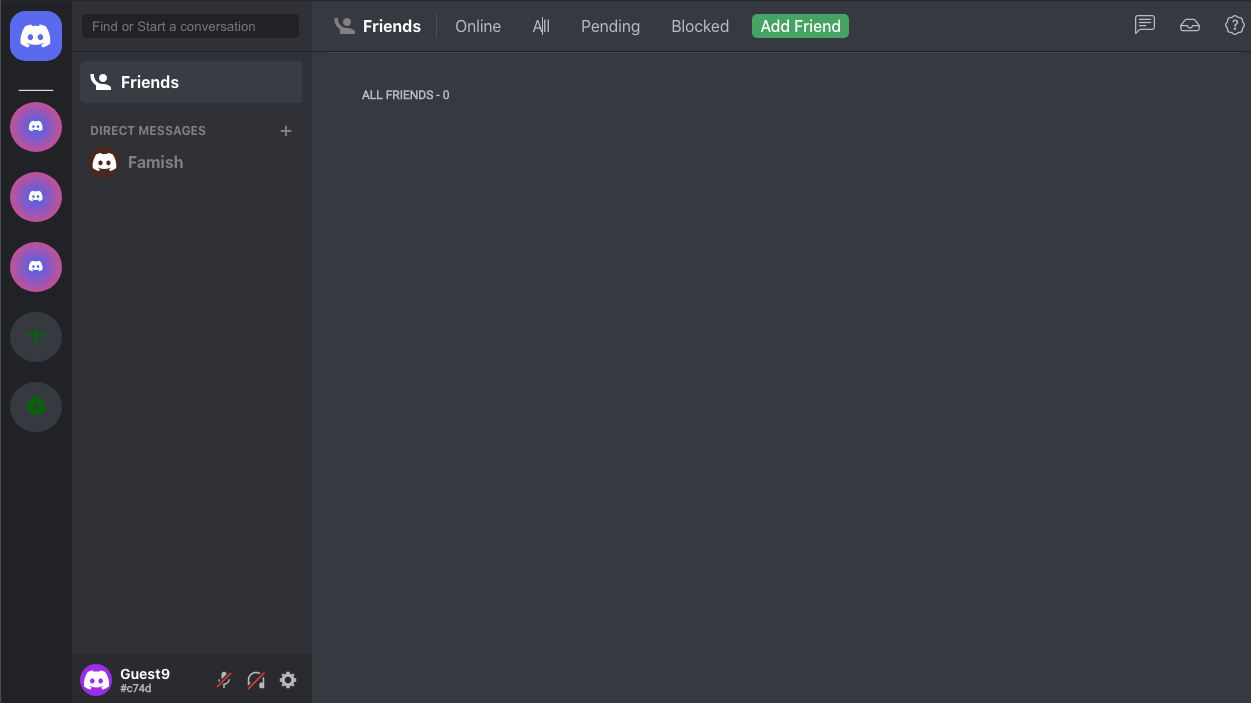 Find or Start a conversation
Friends
DIRECT MESSAGES
Famish
Guest9
#c74d
Friends Online All Pending Blocked Add Friend
ALL FRIENDS - 0